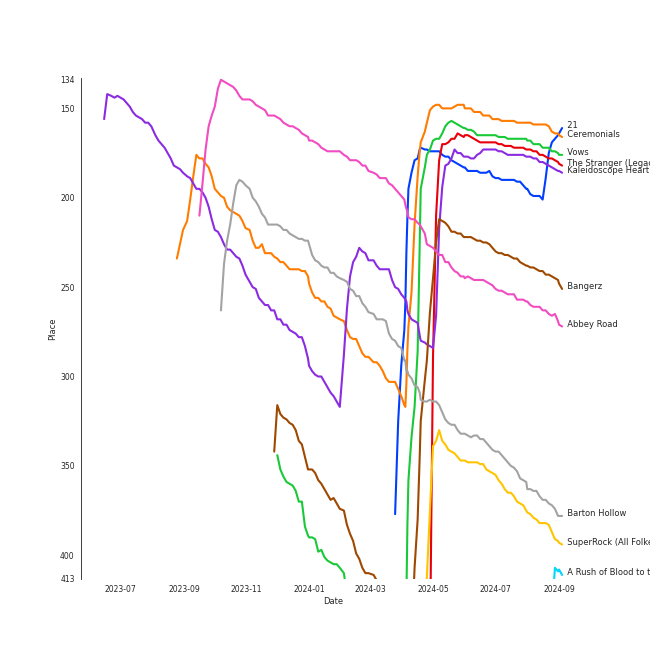 134
150
200
250
300
350
400
413
Place
2023-07
2023-09
2023-11
2024-01
2024-03
2024-05
2024-07
2024-09
Date
21
Ceremonials
Vows
The Stranger (Legac
Kaleidoscope Heart
Bangerz
Abbey Road
Barton Hollow
SuperRock (All Folke
A Rush of Blood to t